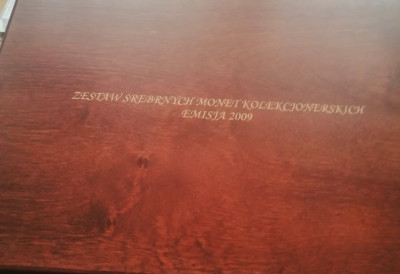 ZESTAW SREBRNYCH MONET KOLEKCJONERSKICH
EMISJA 2009